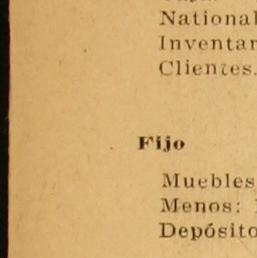 National
Inventar
Clientes.
Fijo
Muebles
Menos:
Depósito